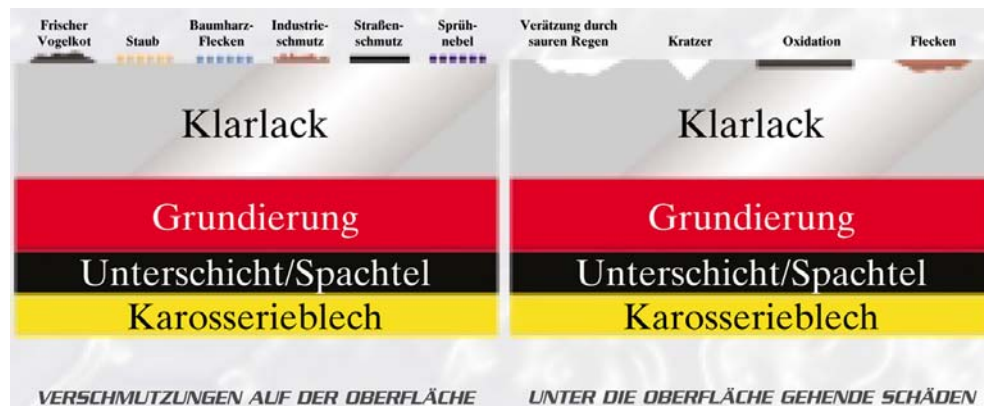 Frischer
Vogelkot
Staub
Baumharz-
Flecken
Industrie-
schmutz
Straßen-
schmutz
Sprüh-
nebel
Klarlack
Grundierung
Unterschicht/Spachtel
Karosserieblech
VERSCHMUTZUNGEN AUF DER OBERFLÄCHE
Verätzung durch
sauren Regen
Kratzer
Oxidation
Flecken
Klarlack
Grundierung
Unterschicht/Spachtel
Karosserieblech
UNTER DIE OBERFLÄCHE GEHENDE SCHÄDEN